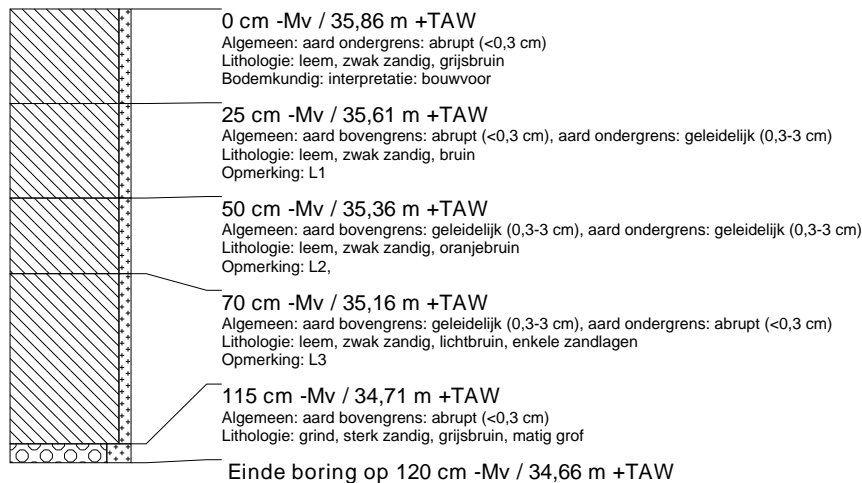 0 cm -Mv / 35,86 m +TAW
Algemeen: aard ondergrens: abrupt (<0,3 cm)
Lithologie: leem, zwak zandig, grijsbruin
Bodemkundig: interpretatie: bouwvoor
25 cm -Mv / 35,61 m +TAW
Algemeen: aard bovengrens: abrupt (<0,3 cm), aard ondergrens: geleidelijk (0,3-3 cm)
Lithologie: leem, zwak zandig, bruin
Opmerking: L1
50 cm -Mv / 35,36 m +TAW
Algemeen: aard bovengrens: geleidelijk (0,3-3 cm), aard ondergrens: geleidelijk (0,3-3 cm)
Lithologie: leem, zwak zandig, oranjebruin
Opmerking: L2,
70 cm -Mv / 35,16 m +TAW
Algemeen: aard bovengrens: geleidelijk (0,3-3 cm), aard ondergrens: abrupt (<0,3 cm)
Lithologie: leem, zwak zandig, lichtbruin, enkele zandlagen
Opmerking: L3
115 cm -Mv / 34,71 m +TAW
Algemeen: aard bovengrens: abrupt (<0,3 cm)
Lithologie: grind, sterk zandig, grijsbruin, matig grof
Einde boring op 120 cm -Mv / 34,66 m +TAW